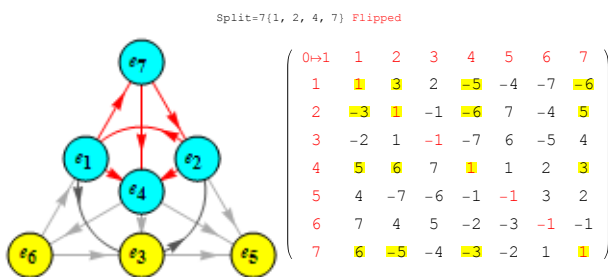 Split=7{1, 2, 4, 7} Flipped
e7
e1
e2
e4
e6
e3
e5
0↦1 1 2 3 4 5 6 7
1 1 3 2 -5 -4 -7 -6
2 -3 1 -1 -6 7 -4 5
3 -2 1 -1 -7 6 -5 4
4 5 6 7 1 1 2 3
5 4 -7 -6 -1 -1 3 2
6 7 4 5 -2 -3 -1 -1
7 6 -5 -4 -3 -2 1 1